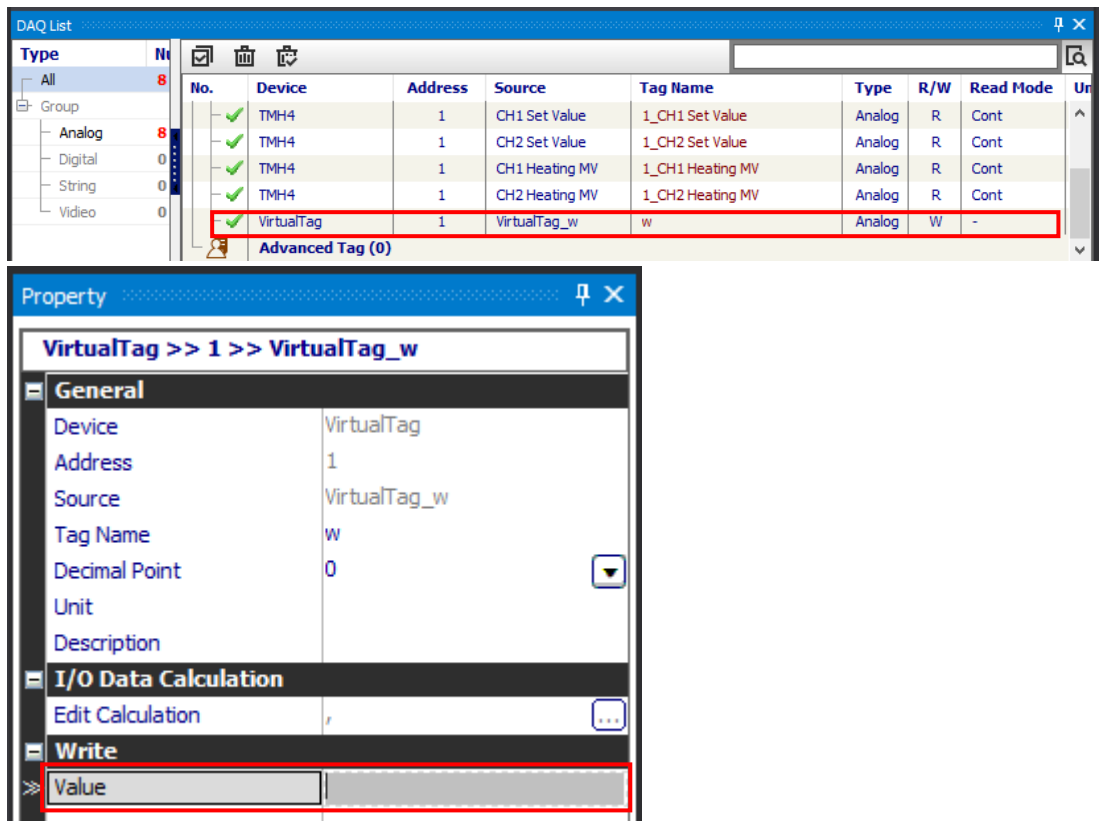 DAQ List
Type Nu
All 8
Group
Analog 8
Digital 0
String 0
Vidieo 0
No. Device Address Source Tag Name Type R/W Read Mode Un
TMH4 1 CH1 Set Value 1_CH1 Set Value Analog R Cont
TMH4 1 CH2 Set Value 1_CH2 Set Value Analog R Cont
TMH4 1 CH1 Heating MV 1_CH1 Heating MV Analog R Cont
TMH4 1 CH2 Heating MV 1_CH2 Heating MV Analog R Cont
VirtualTag 1 VirtualTag_w w Analog W -
Advanced Tag (0)
Property
VirtualTag >> 1 >> VirtualTag_w
General
Device VirtualTag
Address 1
Source VirtualTag_w
Tag Name w
Decimal Point 0
Unit
Description
I/O Data Calculation
Edit Calculation , ...
Write
Value